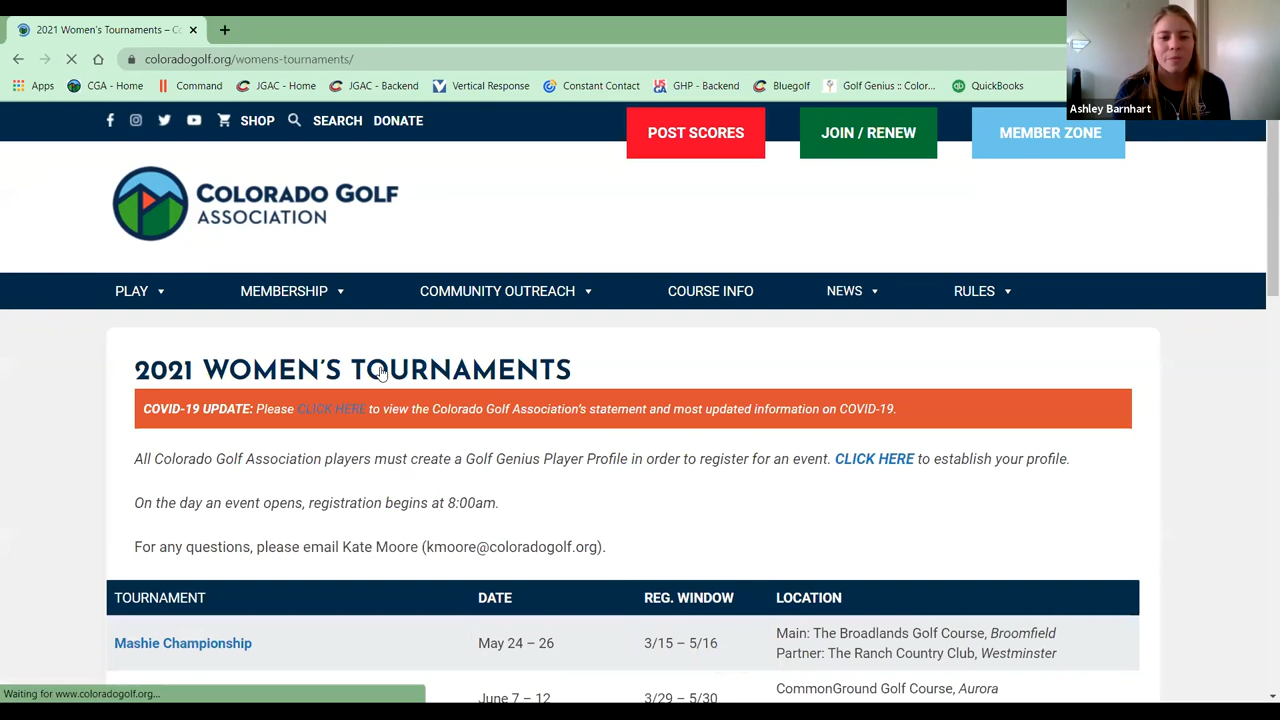 2021 Women's Tournaments – Co
coloradogolf.org/womens-tournaments/
Apps CGA - Home Command JGAC - Home JGAC - Backend Vertical Response Constant Contact GHP - Backend Bluegolf Golf Genius :: Color... QuickBooks
Ashley Barnhart
SHOP SEARCH DONATE
POST SCORES JOIN / RENEW MEMBER ZONE
COLORADO GOLF
ASSOCIATION
PLAY MEMBERSHIP COMMUNITY OUTREACH COURSE INFO NEWS RULES
2021 WOMEN'S TOURNAMENTS
COVID-19 UPDATE: Please CLICK HERE to view the Colorado Golf Association's statement and most updated information on COVID-19.
All Colorado Golf Association players must create a Golf Genius Player Profile in order to register for an event. CLICK HERE to establish your profile.
On the day an event opens, registration begins at 8:00am.
For any questions, please email Kate Moore (kmoore@coloradogolf.org).
TOURNAMENT DATE REG. WINDOW LOCATION
Mashie Championship May 24 – 26 3/15 – 5/16 Main: The Broadlands Golf Course, Broomfield
Partner: The Ranch Country Club, Westminster
June 7 – 12 3/29 – 5/30 CommonGround Golf Course, Aurora
Waiting for www.coloradogolf.org...